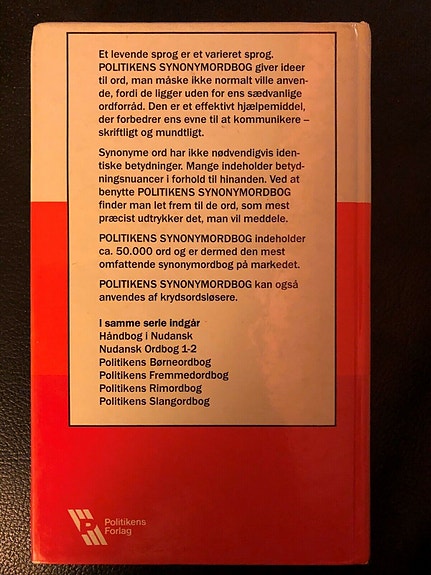 Et levende sprog er et varieret sprog.
POLITIKENS SYNONYMORDBOG giver ideer
til ord, man måske ikke normalt ville anven-
de, fordi de ligger uden for ens sædvanlige
ordforråd. Den er et effektivt hjælpemiddel,
der forbedrer ens evne til at kommunikere –
skriftligt og mundtligt.
Synonyme ord har ikke nødvendigvis iden-
tiske betydninger. Mange indeholder betyd-
ningsnuancer i forhold til hinanden. Ved at
benytte POLITIKENS SYNONYMORDBOG
finder man let frem til de ord, som mest
præcist udtrykker det, man vil meddele.
POLITIKENS SYNONYMORDBOG indeholder
ca. 50.000 ord og er dermed den mest
omfattende synonymordbog på markedet.
POLITIKENS SYNONYMORDBOG kan også
anvendes af krydsordsløsere.
I samme serie indgår
Håndbog i Nudansk
Nudansk Ordbog 1-2
Politikens Børneordbog
Politikens Fremmedordbog
Politikens Rimordbog
Politikens Slangordbog
P
Politikens
Forlag